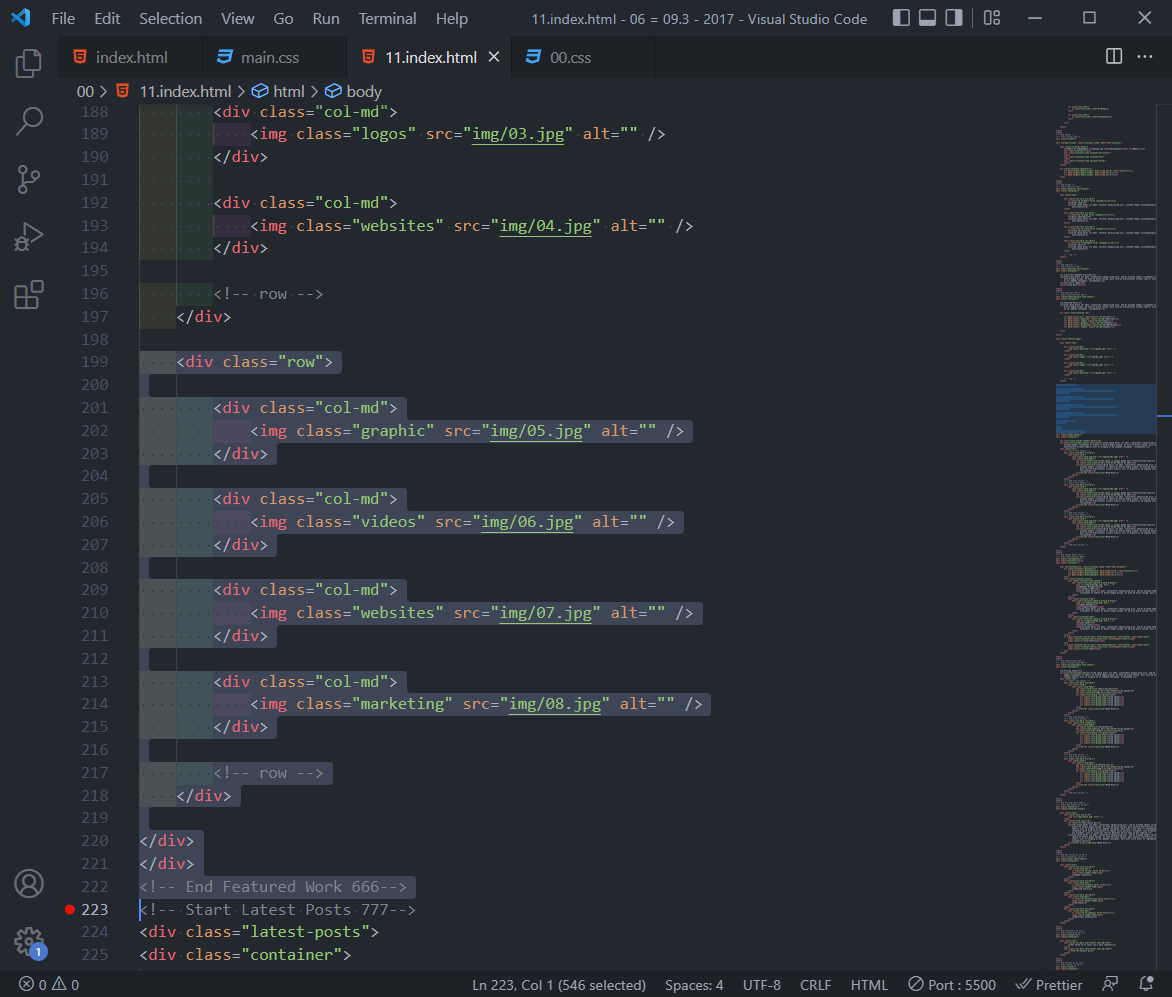 File Edit Selection View Go Run Terminal Help 11.index.html - 06 = 09.3 - 2017 - Visual Studio Code
index.html main.css 11.index.html 00.css
00 > 11.index.html > html > body
188 <div class="col-md">
189 <img class="logos" src="img/03.jpg" alt="" />
190 </div>
191
192 <div class="col-md">
193 <img class="websites" src="img/04.jpg" alt="" />
194 </div>
195
196 <!-- row -->
197 </div>
198
199 <div class="row">
200
201 <div class="col-md">
202 <img class="graphic" src="img/05.jpg" alt="" />
203 </div>
204
205 <div class="col-md">
206 <img class="videos" src="img/06.jpg" alt="" />
207 </div>
208
209 <div class="col-md">
210 <img class="websites" src="img/07.jpg" alt="" />
211 </div>
212
213 <div class="col-md">
214 <img class="marketing" src="img/08.jpg" alt="" />
215 </div>
216
217 <!-- row -->
218 </div>
219
220 </div>
221 </div>
222 <!-- End Featured Work 666-->
223 <!-- Start Latest Posts 777-->
224 <div class="latest-posts">
225 <div class="container">
1
0 0 Ln 223, Col 1 (546 selected) Spaces: 4 UTF-8 CRLF HTML Port : 5500 Prettier